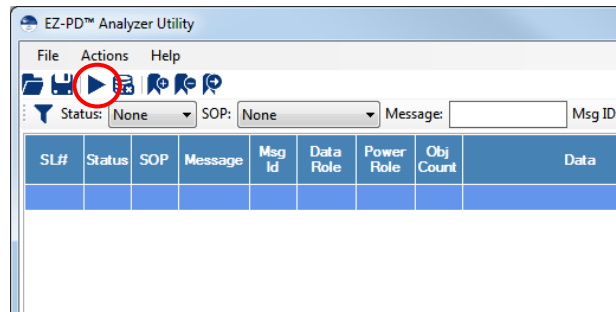 EZ-PD™ Analyzer Utility
File Actions Help
Status: None SOP: None Message: Msg ID
SL# Status SOP Message Msg Id Data Role Power Role Obj Count Data